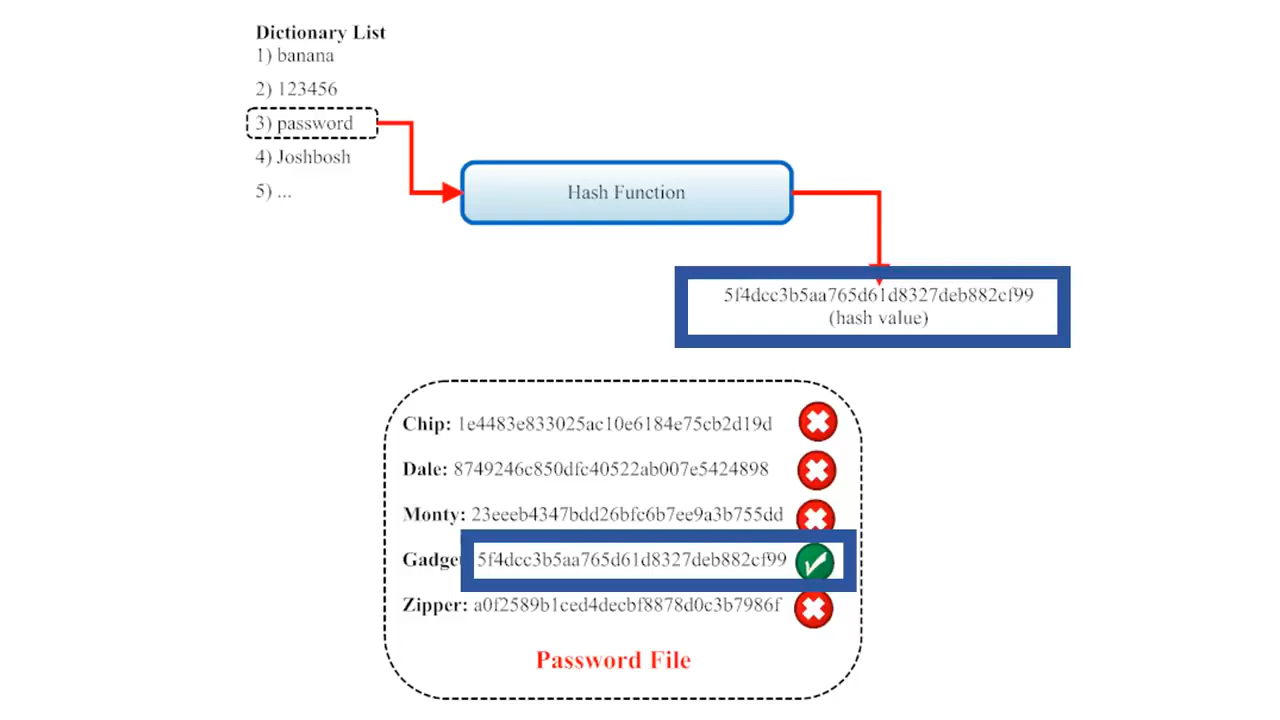 Dictionary List
1) banana
2) 123456
3) password
4) Joshbosh
5) ...
Hash Function
5f4dcc3b5aa765d61d8327deb882cf99
(hash value)
Chip: 1e4483e833025ac10e6184e75cb2d19d
Dale: 8749246c850dfc40522ab007e5424898
Monty: 23eeeb4347bdd26bfc6b7ee9a3b755dd
Gadge 5f4dcc3b5aa765d61d8327deb882cf99
Zipper: a0f2589b1ced4decbf8878d0c3b7986f
Password File